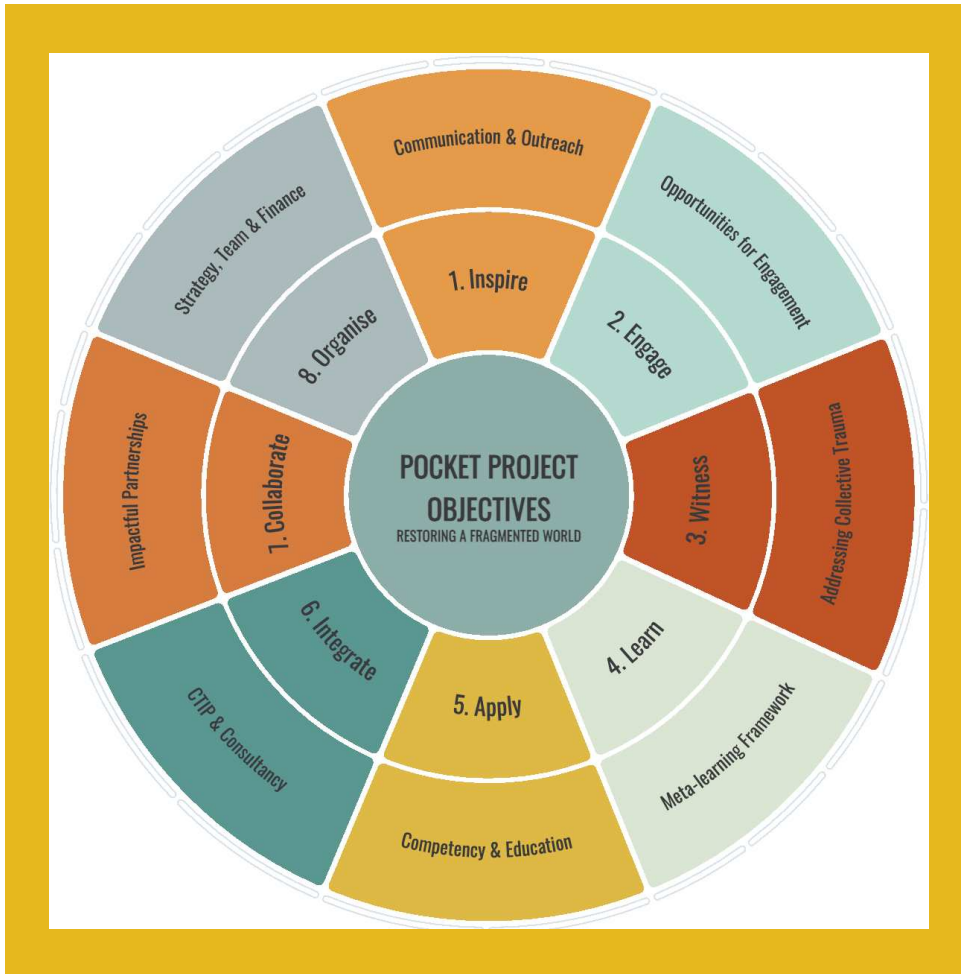 POCKET PROJECT
OBJECTIVES
RESTORING A FRAGMENTED WORLD
Communication & Outreach
1. Inspire
Opportunities for Engagement
2. Engage
Addressing Collective Trauma
3. Witness
Meta-learning Framework
4. Learn
Competency & Education
5. Apply
CTIP & Consultancy
6. Integrate
Impactful Partnerships
7. Collaborate
Strategy, Team & Finance
8. Organise